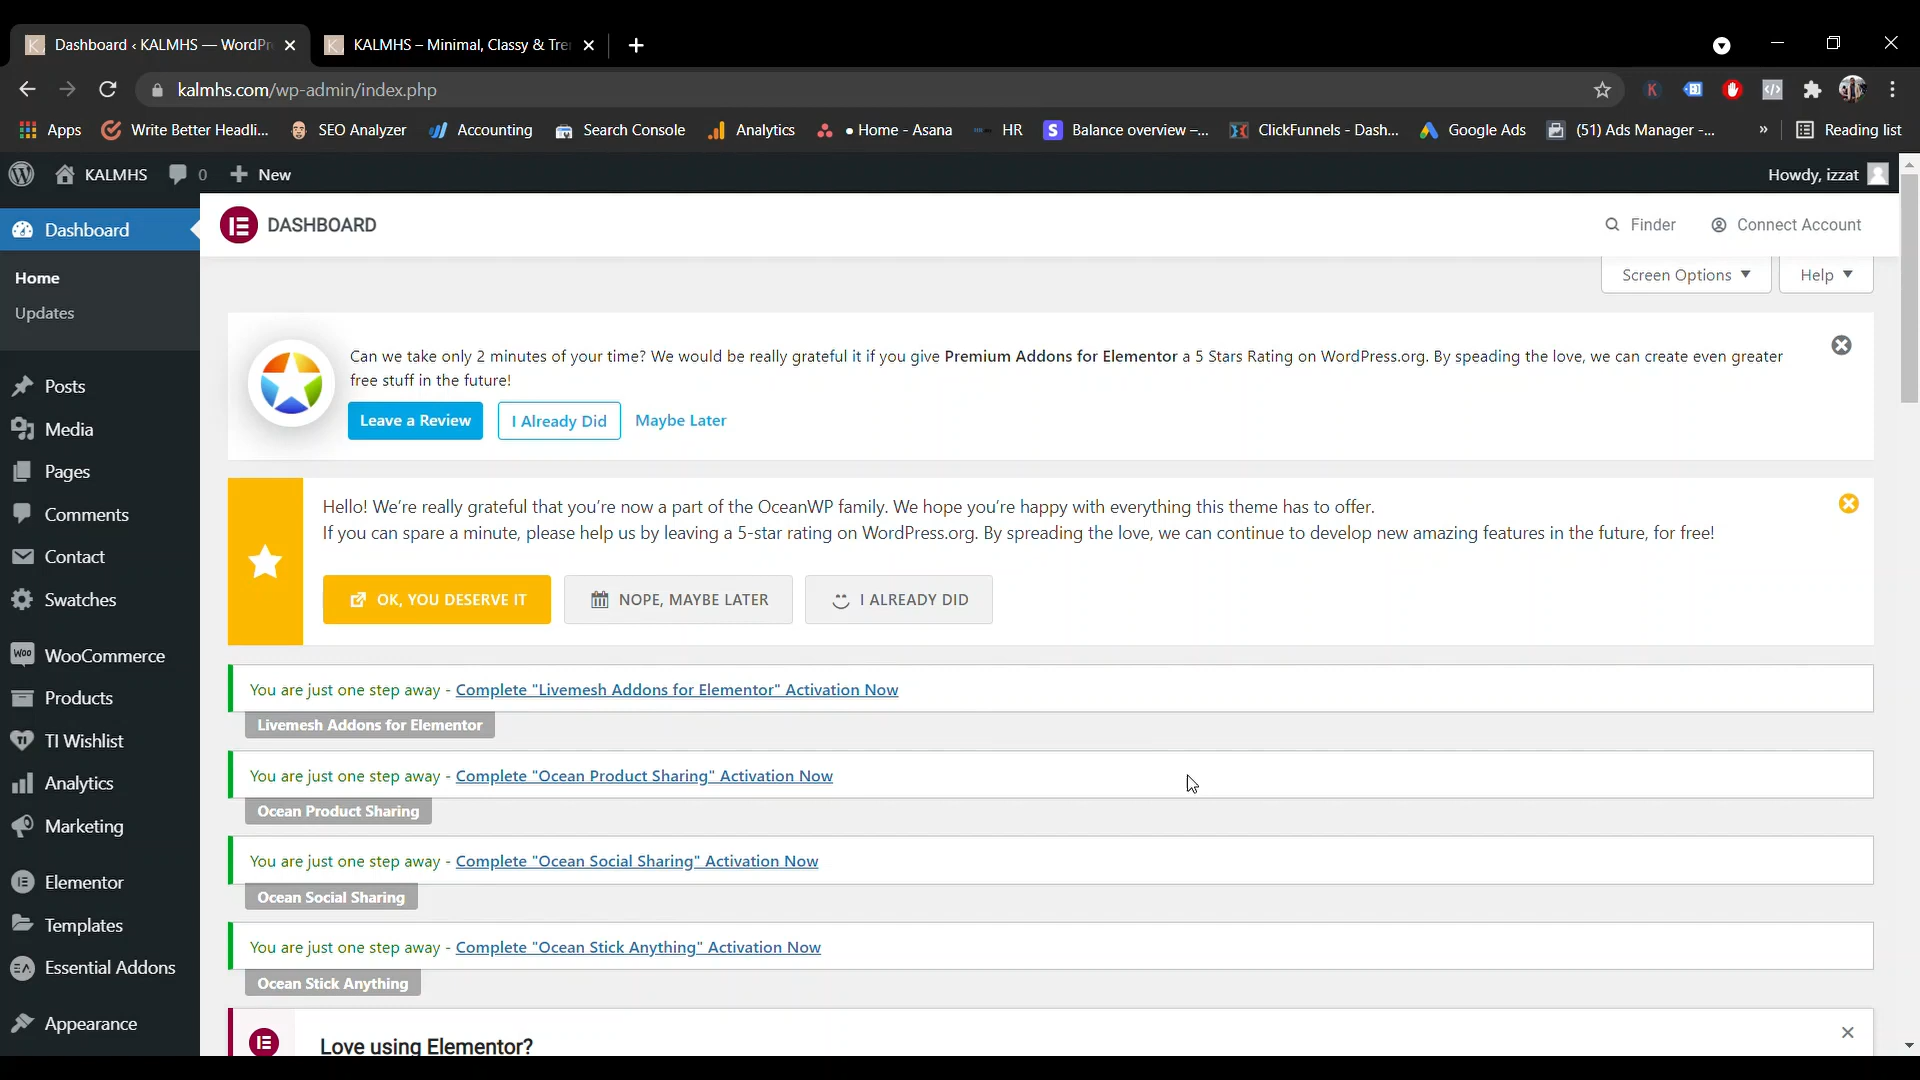 Dashboard ‹ KALMHS — WordPr
KALMHS – Minimal, Classy & Tre
kalmhs.com/wp-admin/index.php
Apps
Write Better Headli...
SEO Analyzer
Accounting
Search Console
Analytics
● Home - Asana
HR
Balance overview –...
ClickFunnels - Dash...
Google Ads
(51) Ads Manager -...
»
Reading list
KALMHS
0
New
Howdy, izzat
Dashboard
DASHBOARD
Finder
Connect Account
Home
Updates
Screen Options
Help
Can we take only 2 minutes of your time? We would be really grateful it if you give Premium Addons for Elementor a 5 Stars Rating on WordPress.org. By speading the love, we can create even greater
free stuff in the future!
Leave a Review
I Already Did
Maybe Later
Posts
Media
Pages
Comments
Contact
Swatches
Hello! We're really grateful that you're now a part of the OceanWP family. We hope you're happy with everything this theme has to offer.
If you can spare a minute, please help us by leaving a 5-star rating on WordPress.org. By spreading the love, we can continue to develop new amazing features in the future, for free!
OK, YOU DESERVE IT
NOPE, MAYBE LATER
I ALREADY DID
WooCommerce
Products
TI Wishlist
Analytics
Marketing
Elementor
Templates
Essential Addons
Appearance
You are just one step away - Complete "Livemesh Addons for Elementor" Activation Now
Livemesh Addons for Elementor
You are just one step away - Complete "Ocean Product Sharing" Activation Now
Ocean Product Sharing
You are just one step away - Complete "Ocean Social Sharing" Activation Now
Ocean Social Sharing
You are just one step away - Complete "Ocean Stick Anything" Activation Now
Ocean Stick Anything
Love using Elementor?